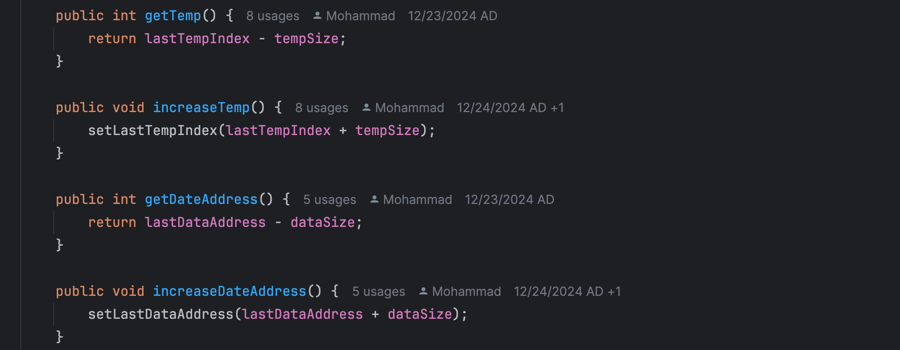 public int getTemp() { 8 usages Mohammad 12/23/2024 AD
return lastTempIndex - tempSize;
}
public void increaseTemp() { 8 usages Mohammad 12/24/2024 AD +1
setLastTempIndex(lastTempIndex + tempSize);
}
public int getDateAddress() { 5 usages Mohammad 12/23/2024 AD
return lastDataAddress - dataSize;
}
public void increaseDateAddress() { 5 usages Mohammad 12/24/2024 AD +1
setLastDataAddress(lastDataAddress + dataSize);
}